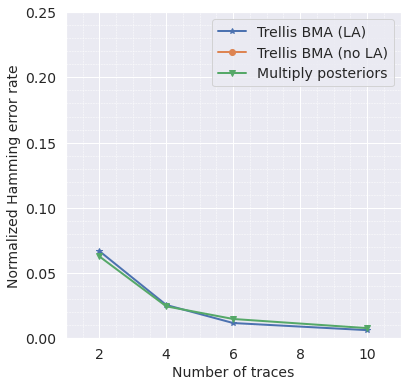 0.25
0.20
0.15
0.10
0.05
0.00
Normalized Hamming error rate
Trellis BMA (LA)
Trellis BMA (no LA)
Multiply posteriors
2 4 6 8 10
Number of traces